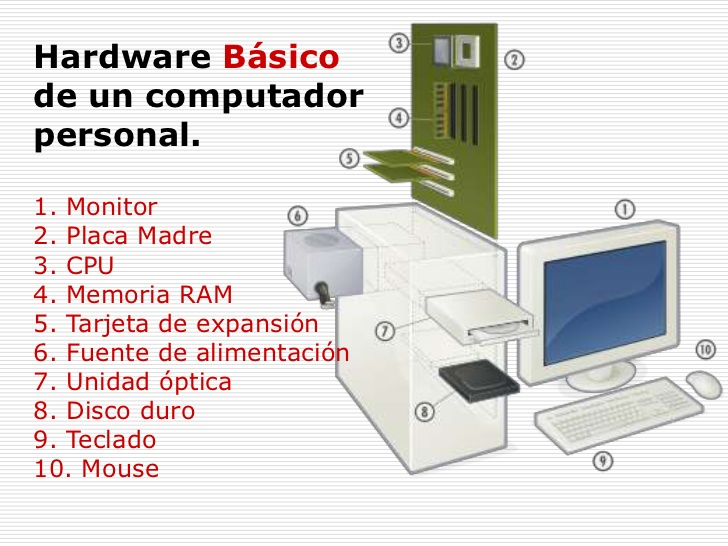 Hardware Básico
de un computador
personal.
1. Monitor
2. Placa Madre
3. CPU
4. Memoria RAM
5. Tarjeta de expansión
6. Fuente de alimentación
7. Unidad óptica
8. Disco duro
9. Teclado
10. Mouse
3
2
4
5
6
1
7
10
8
9